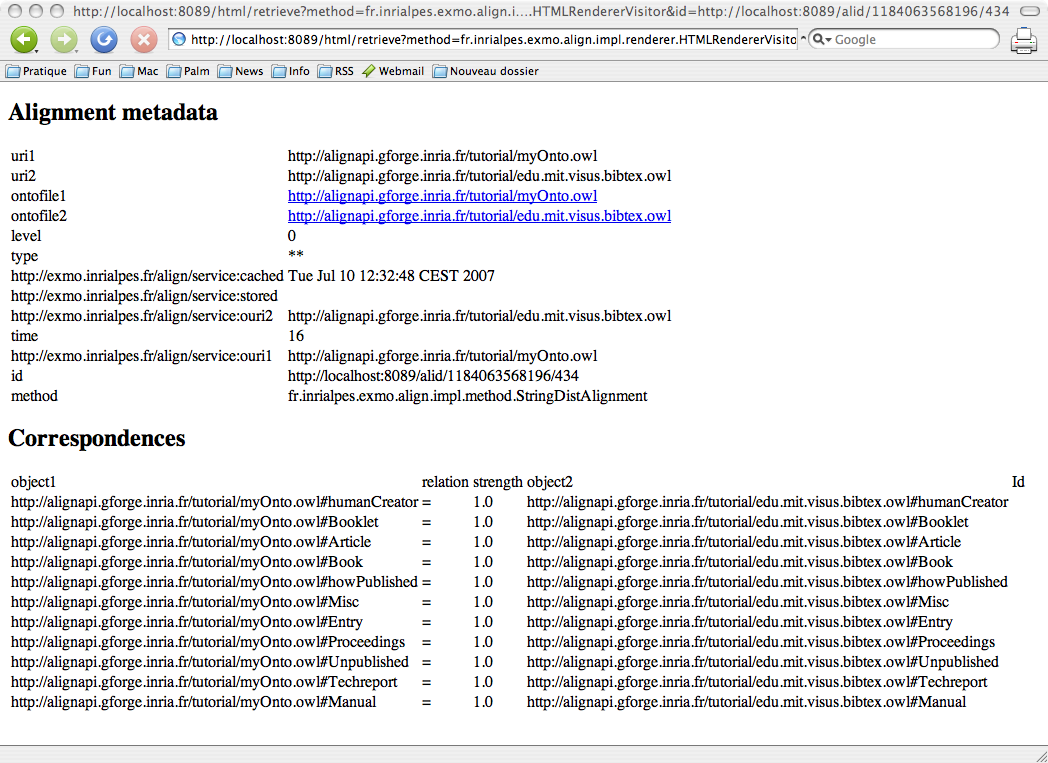 http://localhost:8089/html/retrieve?method=fr.inrialpes.exmo.align.i....HTMLRendererVisitor&id=http://localhost:8089/alid/1184063568196/434
http://localhost:8089/html/retrieve?method=fr.inrialpes.exmo.align.impl.renderer.HTMLRendererVisito Google
Pratique Fun Mac Palm News Info RSS Webmail Nouveau dossier
Alignment metadata
uri1 http://alignapi.gforge.inria.fr/tutorial/myOnto.owl
uri2 http://alignapi.gforge.inria.fr/tutorial/edu.mit.visus.bibtex.owl
ontofile1 http://alignapi.gforge.inria.fr/tutorial/myOnto.owl
ontofile2 http://alignapi.gforge.inria.fr/tutorial/edu.mit.visus.bibtex.owl
level 0
type **
http://exmo.inrialpes.fr/align/service:cached Tue Jul 10 12:32:48 CEST 2007
http://exmo.inrialpes.fr/align/service:stored
http://exmo.inrialpes.fr/align/service:ouri2 http://alignapi.gforge.inria.fr/tutorial/edu.mit.visus.bibtex.owl
time 16
http://exmo.inrialpes.fr/align/service:ouri1 http://alignapi.gforge.inria.fr/tutorial/myOnto.owl
id http://localhost:8089/alid/1184063568196/434
method fr.inrialpes.exmo.align.impl.method.StringDistAlignment
Correspondences
object1 relation strength object2 Id
http://alignapi.gforge.inria.fr/tutorial/myOnto.owl#humanCreator = 1.0 http://alignapi.gforge.inria.fr/tutorial/edu.mit.visus.bibtex.owl#humanCreator
http://alignapi.gforge.inria.fr/tutorial/myOnto.owl#Booklet = 1.0 http://alignapi.gforge.inria.fr/tutorial/edu.mit.visus.bibtex.owl#Booklet
http://alignapi.gforge.inria.fr/tutorial/myOnto.owl#Article = 1.0 http://alignapi.gforge.inria.fr/tutorial/edu.mit.visus.bibtex.owl#Article
http://alignapi.gforge.inria.fr/tutorial/myOnto.owl#Book = 1.0 http://alignapi.gforge.inria.fr/tutorial/edu.mit.visus.bibtex.owl#Book
http://alignapi.gforge.inria.fr/tutorial/myOnto.owl#howPublished = 1.0 http://alignapi.gforge.inria.fr/tutorial/edu.mit.visus.bibtex.owl#howPublished
http://alignapi.gforge.inria.fr/tutorial/myOnto.owl#Misc = 1.0 http://alignapi.gforge.inria.fr/tutorial/edu.mit.visus.bibtex.owl#Misc
http://alignapi.gforge.inria.fr/tutorial/myOnto.owl#Entry = 1.0 http://alignapi.gforge.inria.fr/tutorial/edu.mit.visus.bibtex.owl#Entry
http://alignapi.gforge.inria.fr/tutorial/myOnto.owl#Proceedings = 1.0 http://alignapi.gforge.inria.fr/tutorial/edu.mit.visus.bibtex.owl#Proceedings
http://alignapi.gforge.inria.fr/tutorial/myOnto.owl#Unpublished = 1.0 http://alignapi.gforge.inria.fr/tutorial/edu.mit.visus.bibtex.owl#Unpublished
http://alignapi.gforge.inria.fr/tutorial/myOnto.owl#Techreport = 1.0 http://alignapi.gforge.inria.fr/tutorial/edu.mit.visus.bibtex.owl#Techreport
http://alignapi.gforge.inria.fr/tutorial/myOnto.owl#Manual = 1.0 http://alignapi.gforge.inria.fr/tutorial/edu.mit.visus.bibtex.owl#Manual